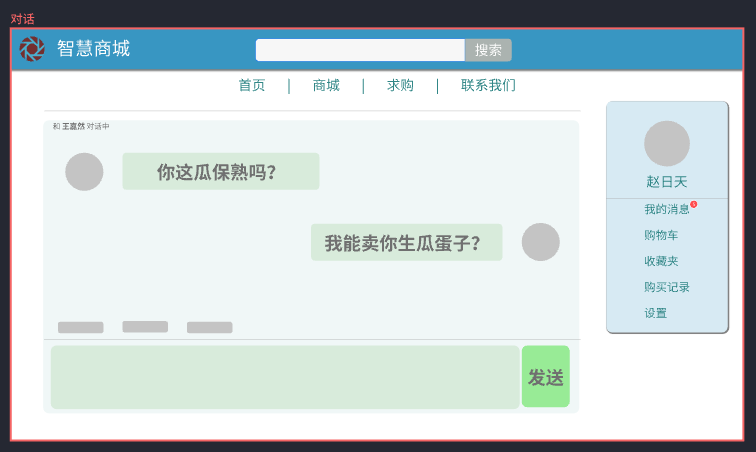 对话
智慧商城
搜索
首页 | 商城 | 求购 | 联系我们
和 王嘉然 对话中
你这瓜保熟吗?
我能卖你生瓜蛋子?
发送
赵日天
我的消息
购物车
收藏夹
购买记录
设置